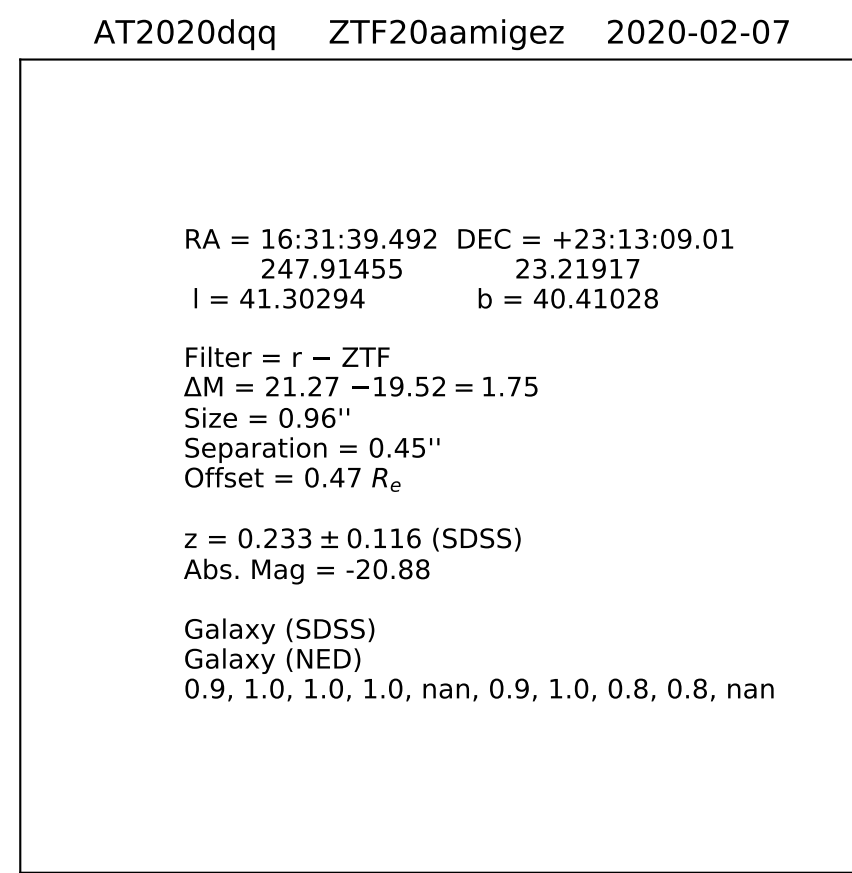 AT2020dqq ZTF20aamigez 2020-02-07
RA = 16:31:39.492 DEC = +23:13:09.01
247.91455 23.21917
l = 41.30294 b = 40.41028
Filter = r − ZTF
ΔM = 21.27 −19.52 = 1.75
Size = 0.96''
Separation = 0.45''
Offset = 0.47 Re
z = 0.233 ± 0.116 (SDSS)
Abs. Mag = -20.88
Galaxy (SDSS)
Galaxy (NED)
0.9, 1.0, 1.0, 1.0, nan, 0.9, 1.0, 0.8, 0.8, nan